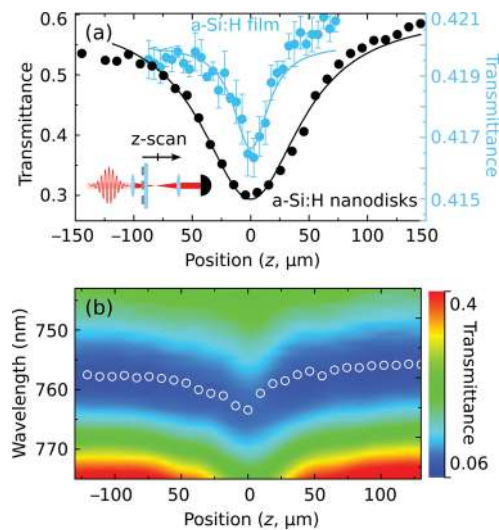 (a)
a-Si:H film
z-scan
a-Si:H nanodisks
Transmittance
0.6
0.5
0.4
0.3
Transmittance
0.421
0.419
0.417
0.415
−150 −100 −50 0 50 100 150
Position (z, μm)
(b)
Wavelength (nm)
750
760
770
0.4
Transmittance
0.06
−100 −50 0 50 100
Position (z, μm)